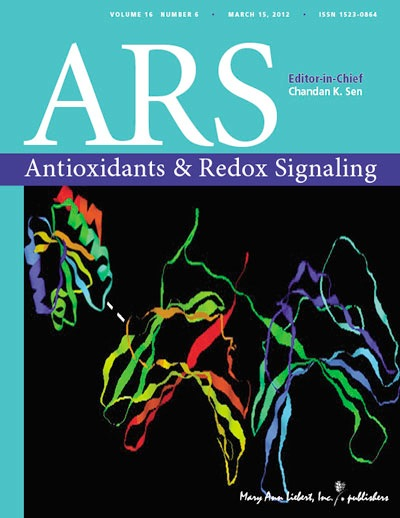 VOLUME 16 NUMBER 6 • MARCH 15, 2012 • ISSN 1523-0864
ARS
Editor-in-Chief
Chandan K. Sen
Antioxidants & Redox Signaling
Mary Ann Liebert, Inc. publishers